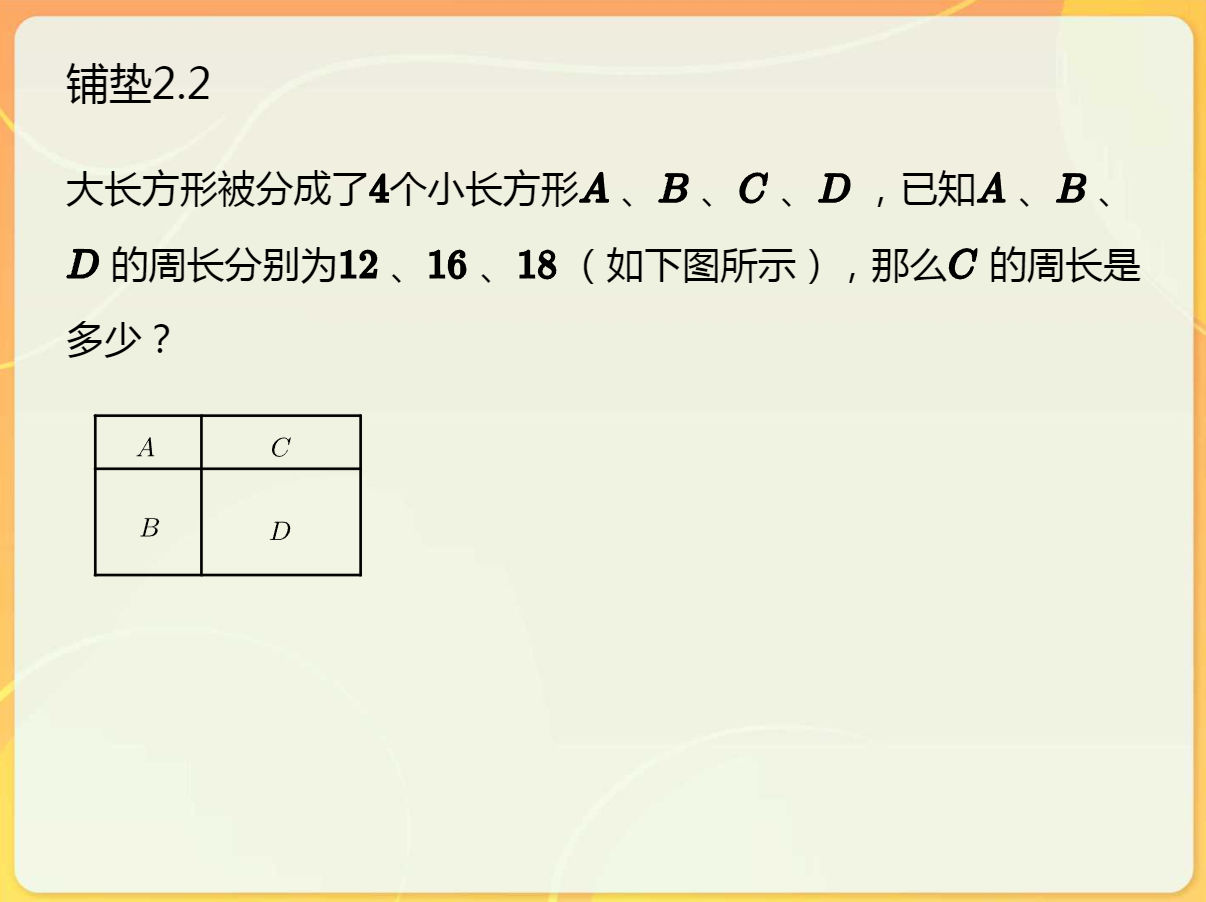 铺垫2.2
大长方形被分成了4个小长方形A、B、C、D，已知A、B、
D的周长分别为12、16、18（如下图所示），那么C的周长是
多少？
A C
B D